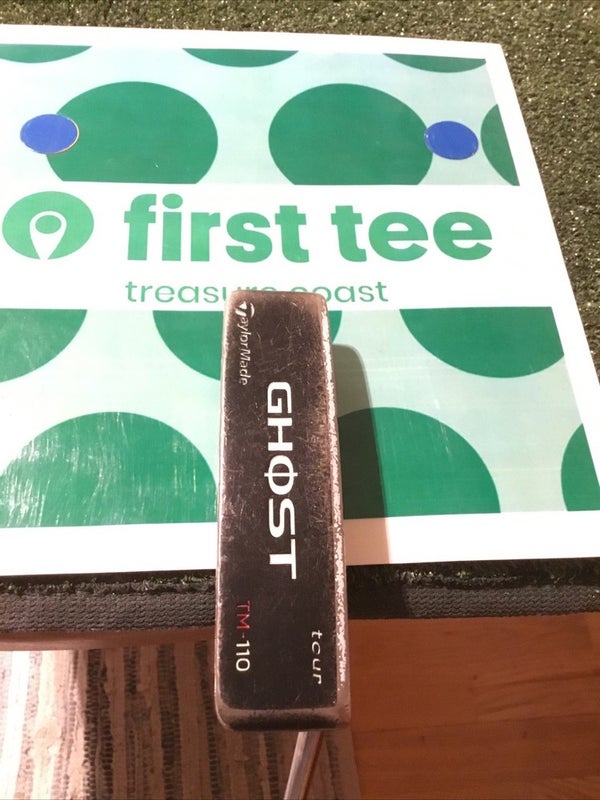 first tee
treasure coast
TaylorMade
GHOST
TM-110
tour